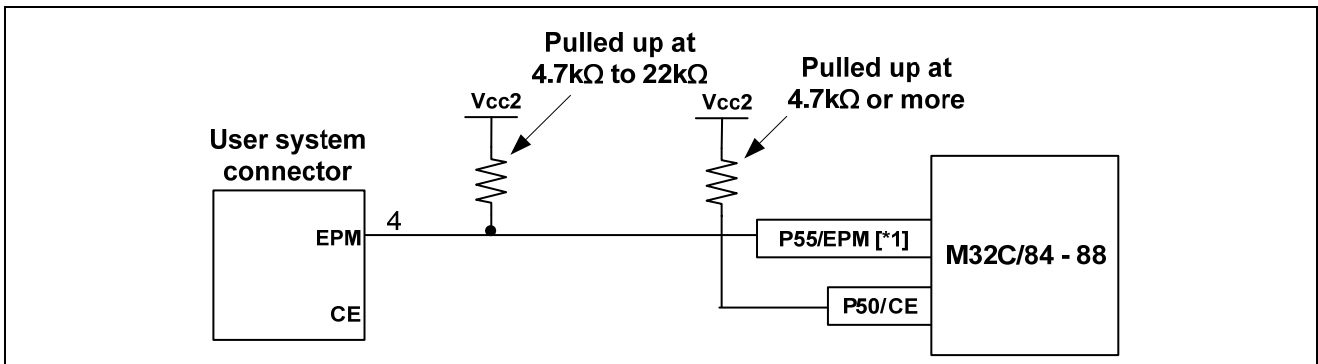 Pulled up at
4.7kΩ to 22kΩ
Pulled up at
4.7kΩ or more
Vcc2
Vcc2
User system
connector
EPM
4
P55/EPM [*1]
M32C/84 - 88
CE
P50/CE